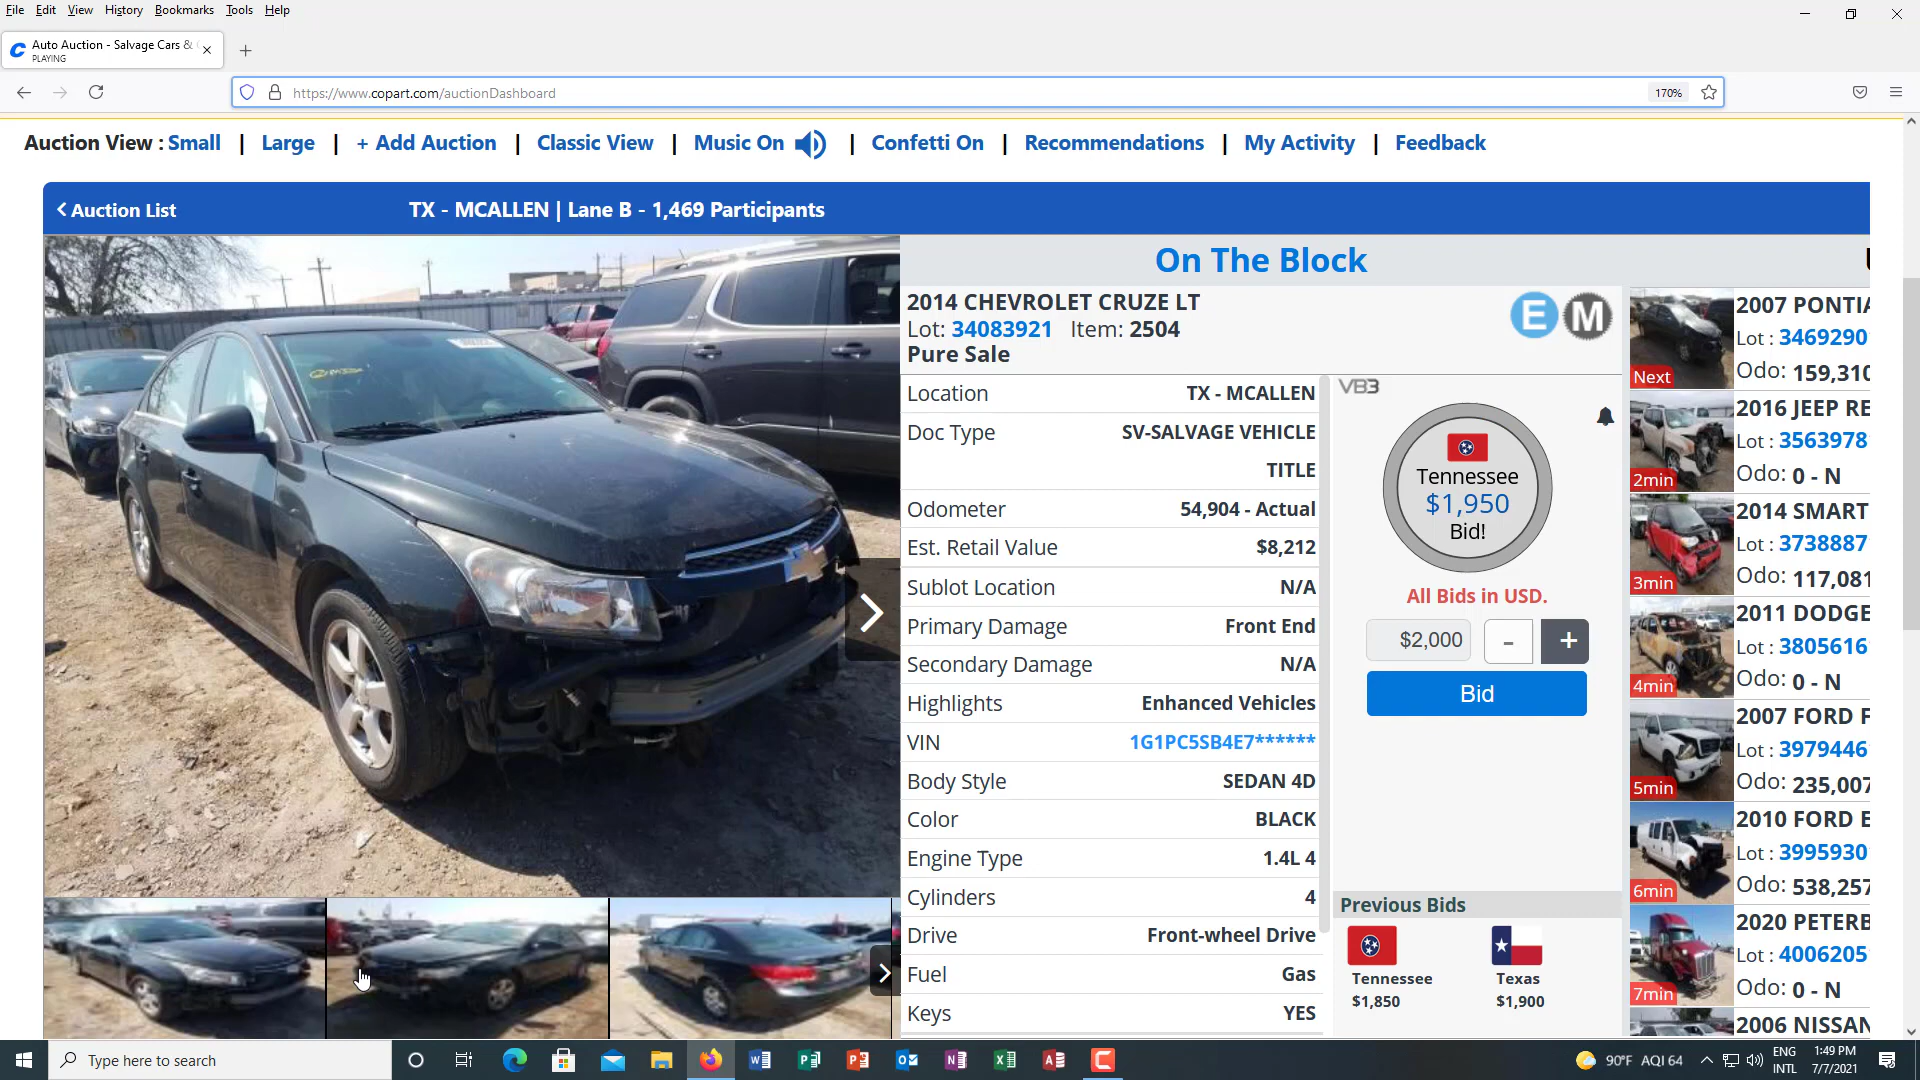 File Edit View History Bookmarks Tools Help
Auto Auction - Salvage Cars &
PLAYING
https://www.copart.com/auctionDashboard
170%
Auction View : Small | Large | + Add Auction | Classic View | Music On | Confetti On | Recommendations | My Activity | Feedback
Auction List
TX - MCALLEN | Lane B - 1,469 Participants
On The Block
2014 CHEVROLET CRUZE LT
Lot: 34083921 Item: 2504
Pure Sale
E M
Location TX - MCALLEN
Doc Type SV-SALVAGE VEHICLE
TITLE
Odometer 54,904 - Actual
Est. Retail Value $8,212
Sublot Location N/A
Primary Damage Front End
Secondary Damage N/A
Highlights Enhanced Vehicles
VIN 1G1PC5SB4E7******
Body Style SEDAN 4D
Color BLACK
Engine Type 1.4L 4
Cylinders 4
Drive Front-wheel Drive
Fuel Gas
Keys YES
VB3
Tennessee
$1,950
Bid!
All Bids in USD.
$2,000 - +
Bid
Previous Bids
Tennessee
$1,850
Texas
$1,900
2007 PONTIA
Lot : 3469290
Odo: 159,310
Next
2016 JEEP RE
Lot : 3563978
Odo: 0 - N
2min
2014 SMART
Lot : 3738887
Odo: 117,081
3min
2011 DODGE
Lot : 3805616
Odo: 0 - N
4min
2007 FORD F
Lot : 3979446
Odo: 235,007
5min
2010 FORD E
Lot : 3995930
Odo: 538,257
6min
2020 PETERB
Lot : 4006205
Odo: 0 - N
7min
2006 NISSAN
Type here to search
90°F AQI 64
ENG
INTL
1:49 PM
7/7/2021